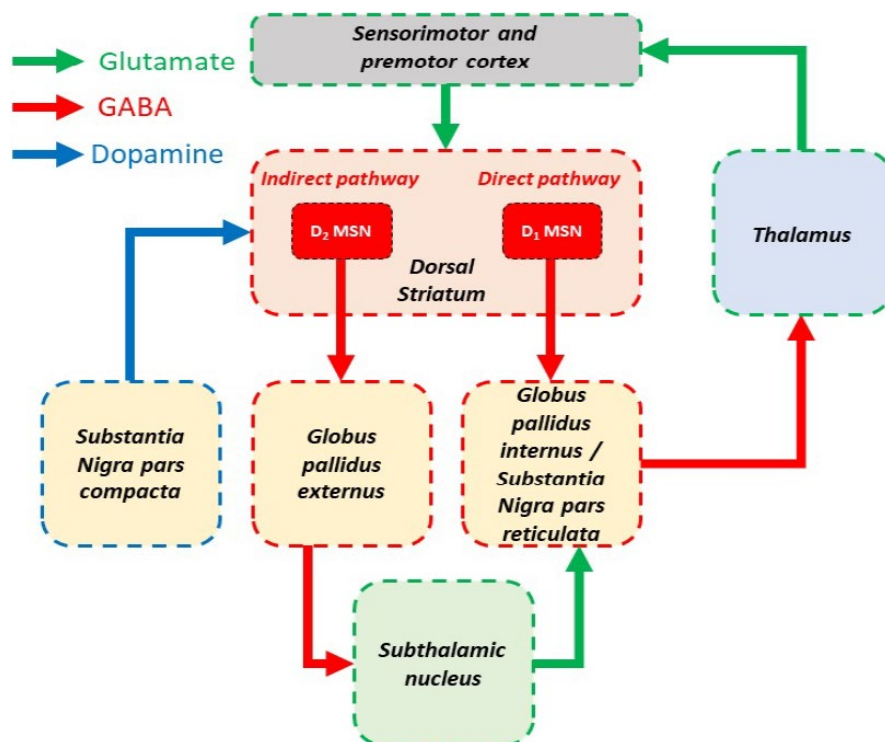 Sensorimotor and
premotor cortex
Glutamate
GABA
Dopamine
Indirect pathway
Direct pathway
D₂ MSN
D₁ MSN
Dorsal
Striatum
Thalamus
Substantia
Nigra pars
compacta
Globus
pallidus
externus
Globus
pallidus
internus /
Substantia
Nigra pars
reticulata
Subthalamic
nucleus